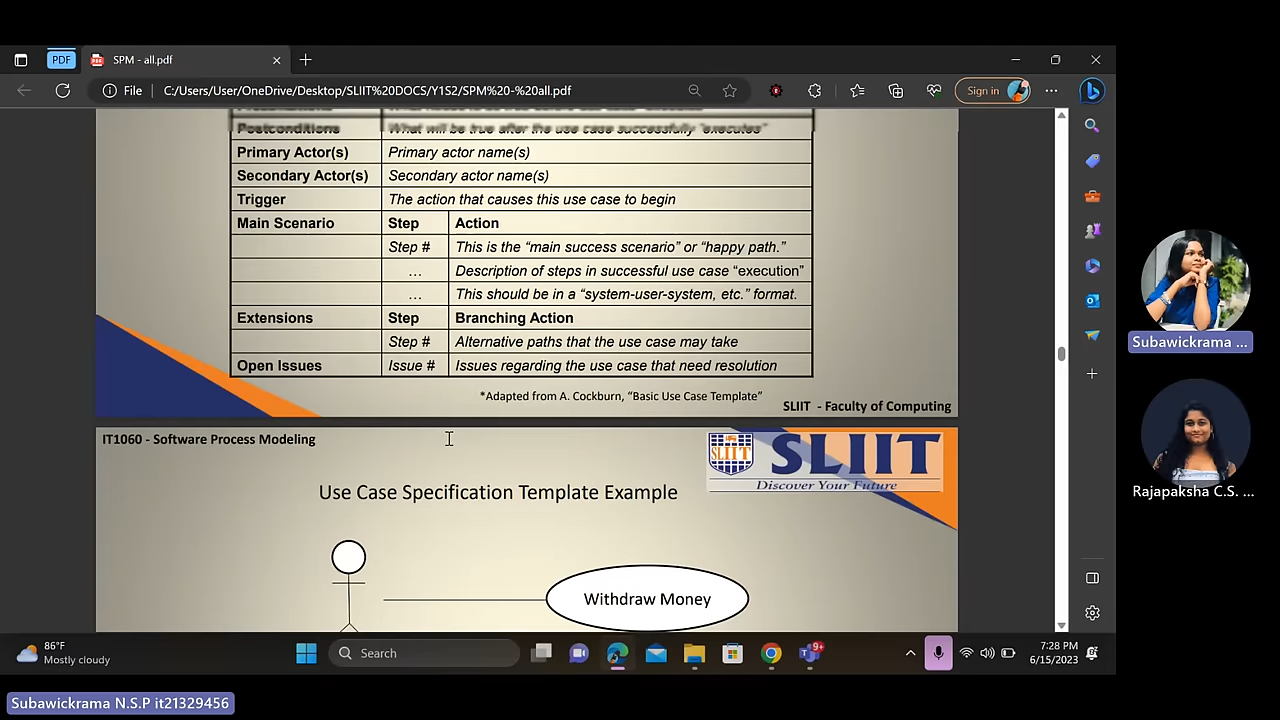 PDF
SPM - all.pdf
File
C:/Users/User/OneDrive/Desktop/SLIIT%20DOCS/Y1S2/SPM%20-%20all.pdf
Sign in
Postconditions What will be true after the use case successfully "executes"
Primary Actor(s) Primary actor name(s)
Secondary Actor(s) Secondary actor name(s)
Trigger The action that causes this use case to begin
Main Scenario Step Action
Step # This is the “main success scenario” or “happy path.”
... Description of steps in successful use case “execution”
... This should be in a “system-user-system, etc.” format.
Extensions Step Branching Action
Step # Alternative paths that the use case may take
Open Issues Issue # Issues regarding the use case that need resolution
*Adapted from A. Cockburn, “Basic Use Case Template”
SLIIT - Faculty of Computing
IT1060 - Software Process Modeling
SLIIT
SLIIT
Discover Your Future
Use Case Specification Template Example
Withdraw Money
Subawickrama ...
Rajapaksha C.S. ...
86°F
Mostly cloudy
Search
9+
7:28 PM
6/15/2023
Subawickrama N.S.P it21329456